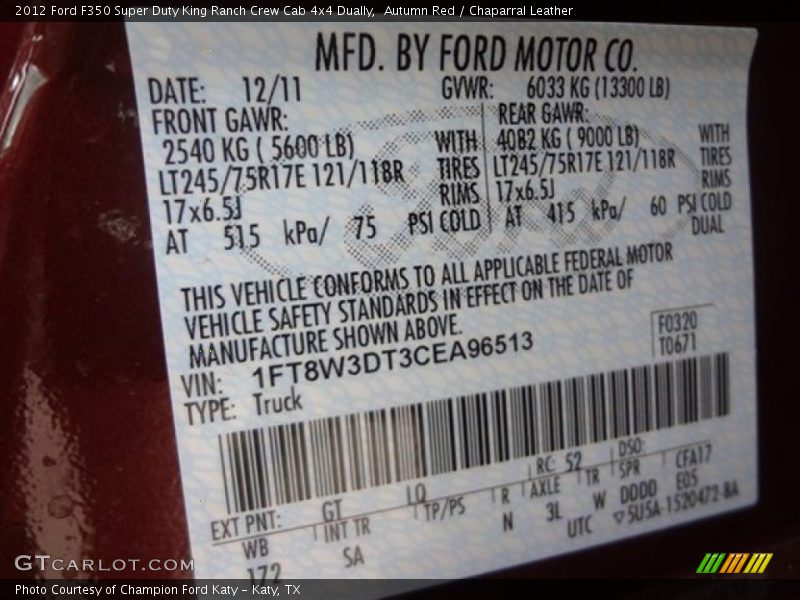 2012 Ford F350 Super Duty King Ranch Crew Cab 4x4 Dually,  Autumn Red / Chaparral Leather
MFD. BY FORD MOTOR CO.
DATE: 12/11 GVWR: 6033 KG (13300 LB)
FRONT GAWR: REAR GAWR:
2540 KG ( 5600 LB) WITH 4082 KG ( 9000 LB) WITH
LT245/75R17E 121/118R TIRES LT245/75R17E 121/118R TIRES
17x6.5J RIMS 17x6.5J RIMS
AT 515 kPa/ 75 PSI COLD AT 415 kPa/ 60 PSI COLD
DUAL
THIS VEHICLE CONFORMS TO ALL APPLICABLE FEDERAL MOTOR
VEHICLE SAFETY STANDARDS IN EFFECT ON THE DATE OF
MANUFACTURE SHOWN ABOVE.
F0320
VIN: 1FT8W3DT3CEA96513 T0671
TYPE: Truck
EXT PNT: GT LQ RC: 52 DSO:
WB INT TR TP/PS R AXLE TR SPR CFA17
172 SA N 3L W DDDD E05
UTC ▽SU5A-1520472-BA
GTCARLOT.COM
Photo Courtesy of Champion Ford Katy - Katy, TX